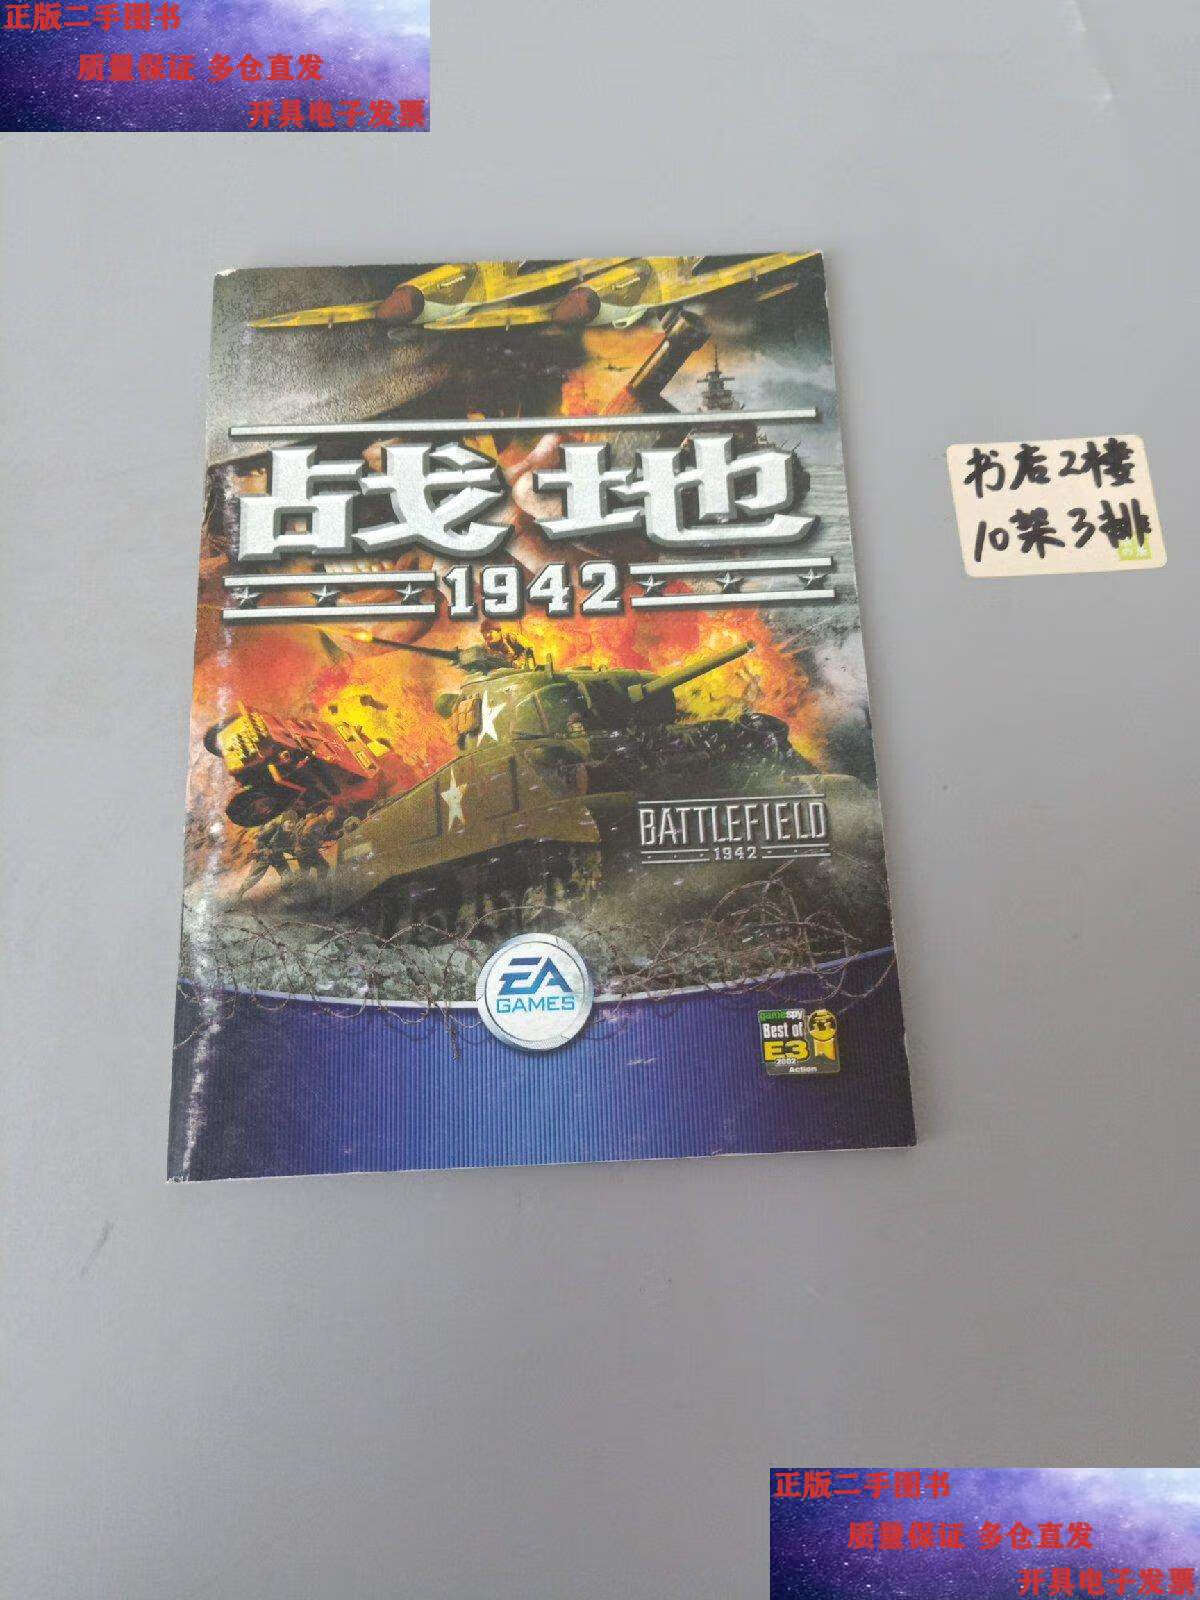 正版二手图书
质量保证 多仓直发
开具电子发票
战地
1942
BATTLEFIELD
1942
EA
GAMES
gamespy
Best of
E3
2002
Action
书店2楼
10架3排
正版二手图书
质量保证 多仓直发
开具电子发票